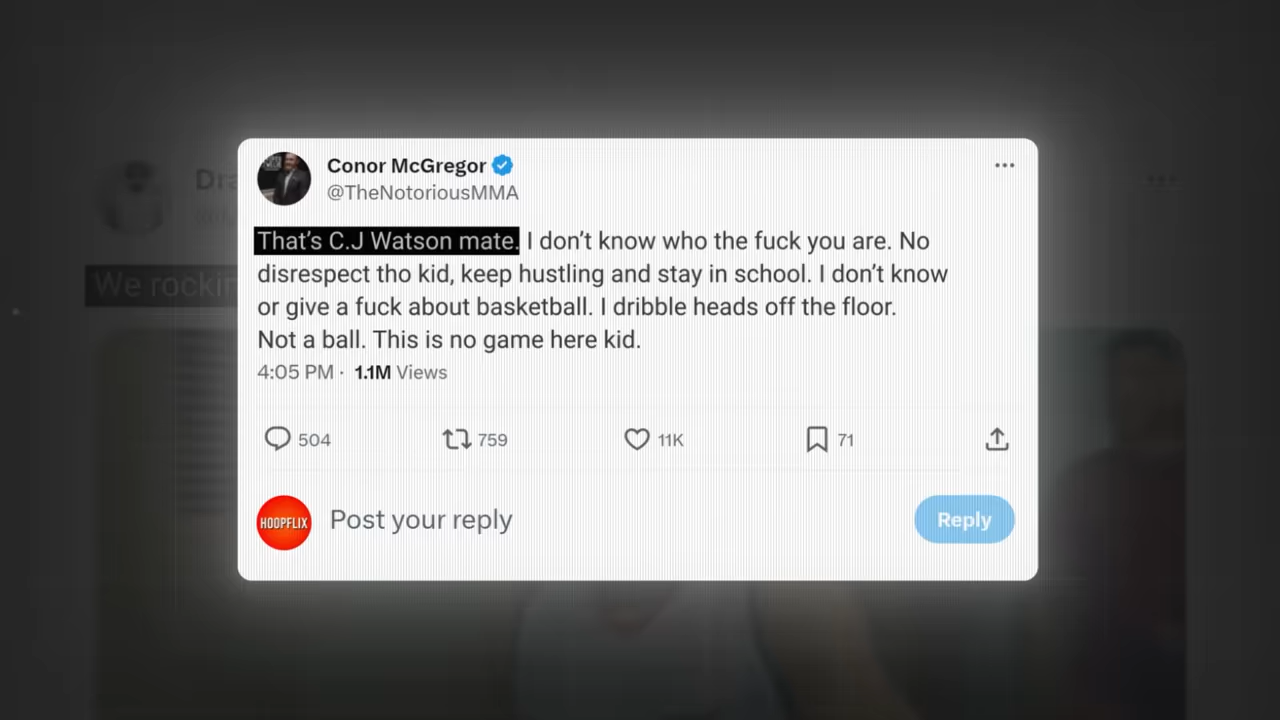 Conor McGregor
@TheNotoriousMMA
That's C.J Watson mate. I don't know who the fuck you are. No
disrespect tho kid, keep hustling and stay in school. I don't know
or give a fuck about basketball. I dribble heads off the floor.
Not a ball. This is no game here kid.
4:05 PM · 1.1M Views
504 759 11K 71
HOOPFLIX Post your reply Reply
We rockin